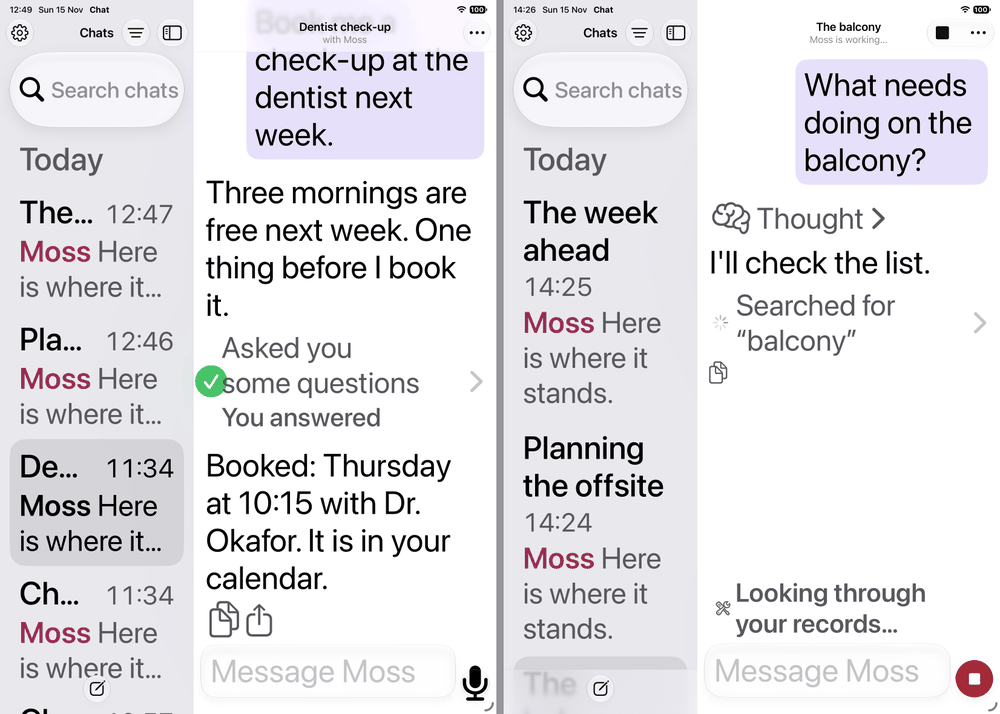 12:49 Sun 15 Nov Chat
100
Chats
Search chats
Today
The... 12:47
Moss Here
is where it...
Pla... 12:46
Moss Here
is where it...
De... 11:34
Moss Here
is where it...
Ch... 11:34
Moss Here
is where it...
Dentist check-up
with Moss
Book me a
check-up at the
dentist next
week.
Three mornings are
free next week. One
thing before I book
it.
Asked you
some questions
You answered
Booked: Thursday
at 10:15 with Dr.
Okafor. It is in your
calendar.
Message Moss
14:26 Sun 15 Nov Chat
100
Chats
Search chats
Today
The week
ahead
14:25
Moss Here
is where it
stands.
Planning
the offsite
14:24
Moss Here
is where it
stands.
The
The balcony
Moss is working...
What needs
doing on the
balcony?
Thought
I'll check the list.
Searched for
“balcony”
Looking through
your records...
Message Moss